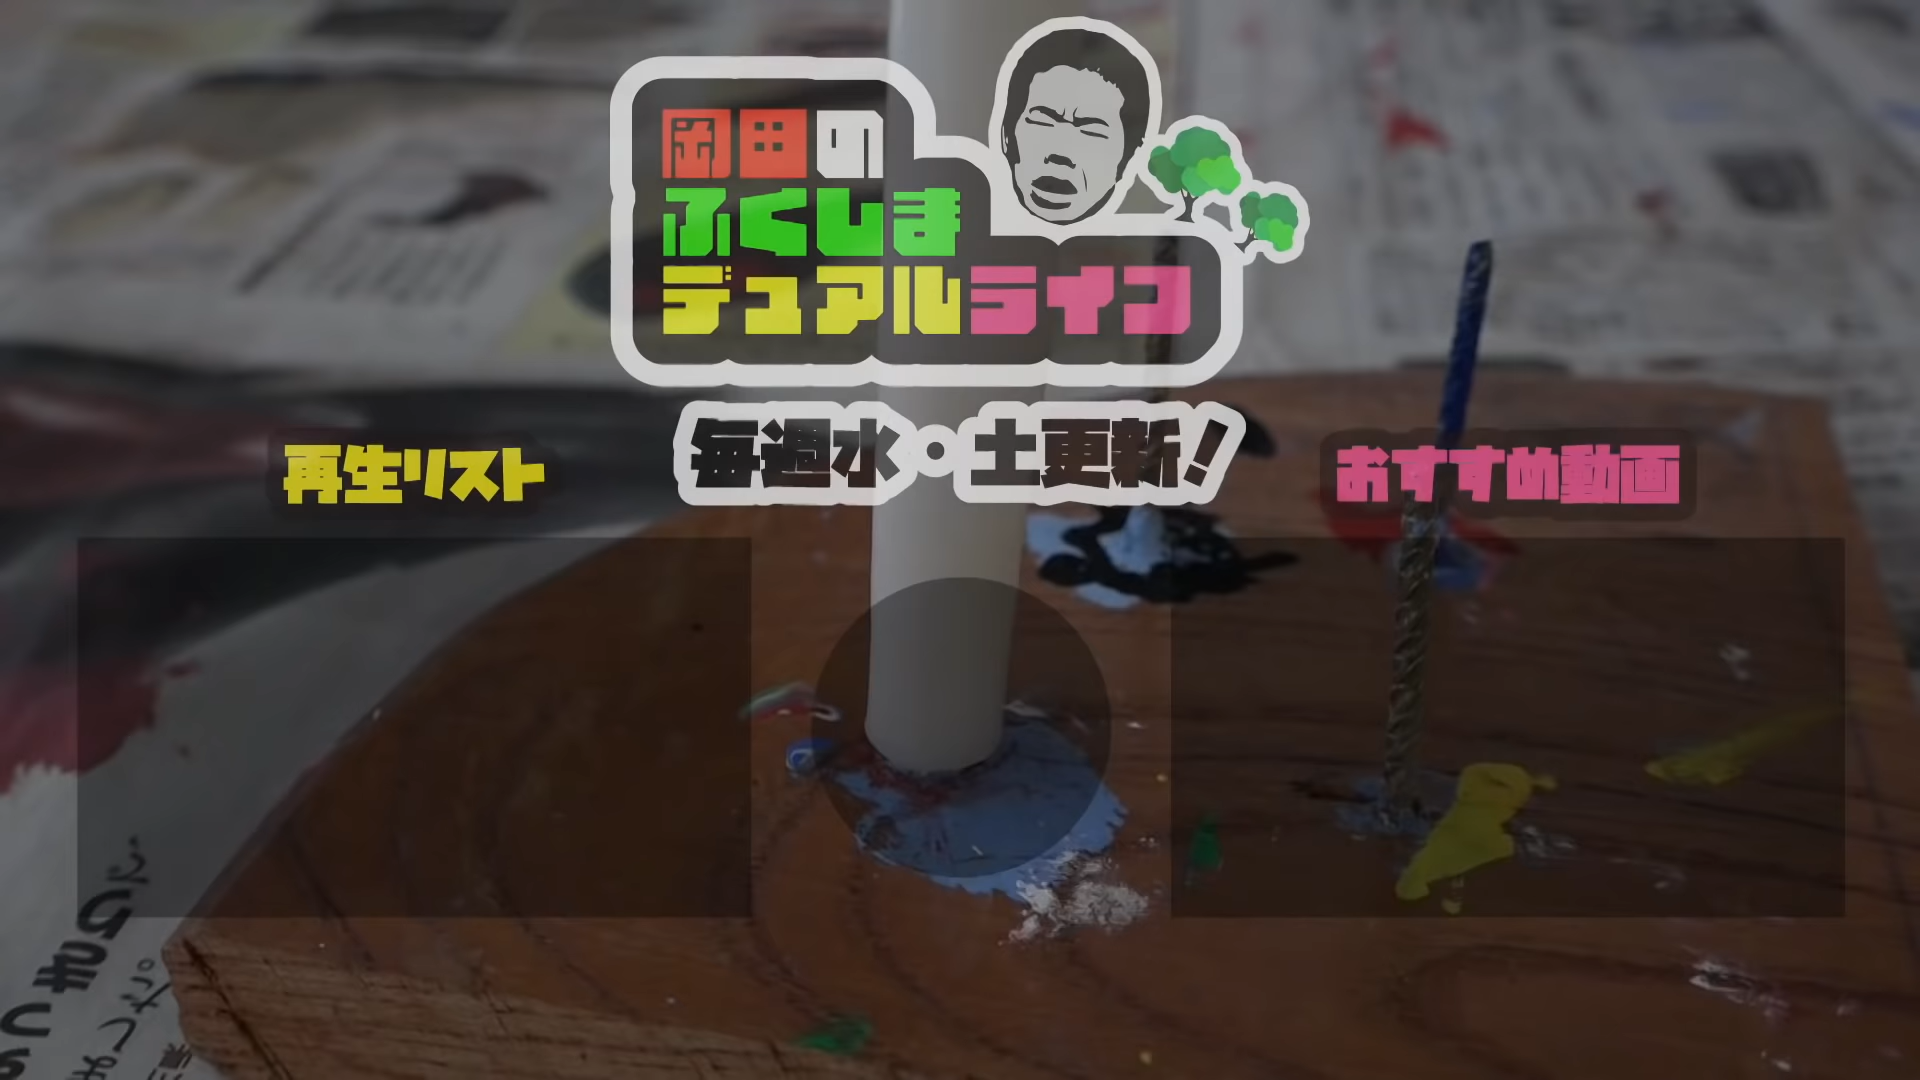 岡田の
ふくしま
デュアルライフ
毎週水・土更新!
再生リスト
おすすめ動画